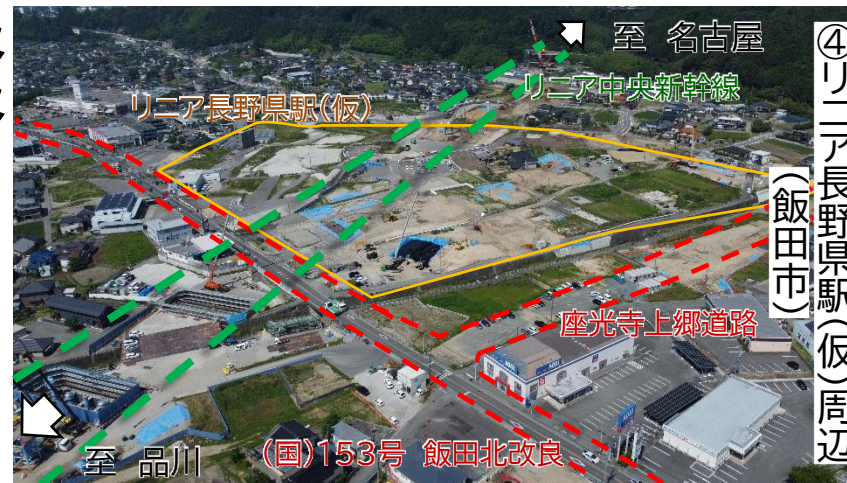 ④リニア長野県駅(仮)周辺
(飯田市)
至 名古屋
リニア中央新幹線
リニア長野県駅(仮)
座光寺上郷道路
(国)153号 飯田北改良
至 品川
AOKI